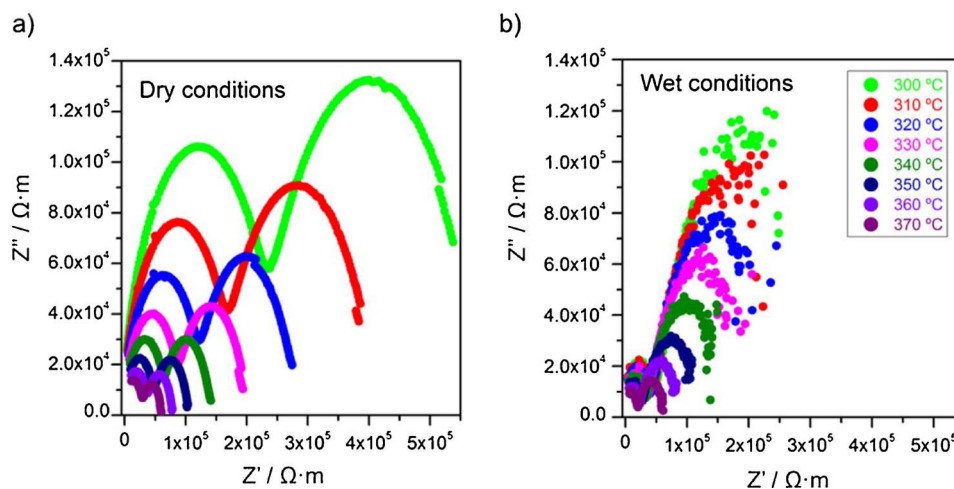 a)
1.4x10⁵
1.2x10⁵
1.0x10⁵
8.0x10⁴
6.0x10⁴
4.0x10⁴
2.0x10⁴
0.0
Z'' / Ω·m
Dry conditions
0 1x10⁵ 2x10⁵ 3x10⁵ 4x10⁵ 5x10⁵
Z' / Ω·m
b)
1.4x10⁵
1.2x10⁵
1.0x10⁵
8.0x10⁴
6.0x10⁴
4.0x10⁴
2.0x10⁴
0.0
Z'' / Ω·m
Wet conditions
300 ºC
310 ºC
320 ºC
330 ºC
340 ºC
350 ºC
360 ºC
370 ºC
0 1x10⁵ 2x10⁵ 3x10⁵ 4x10⁵ 5x10⁵
Z' / Ω·m